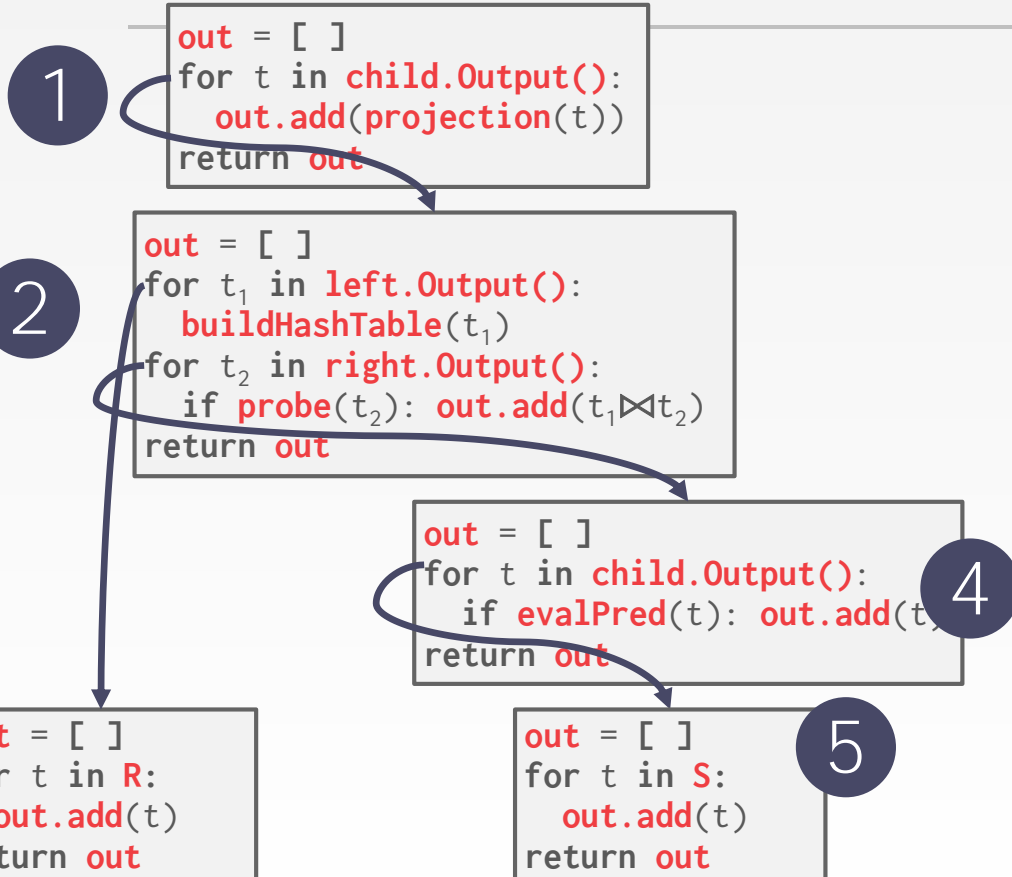 1
out = [ ]
for t in child.Output():
out.add(projection(t))
return out
2
out = [ ]
for t₁ in left.Output():
buildHashTable(t₁)
for t₂ in right.Output():
if probe(t₂): out.add(t₁⋈t₂)
return out
4
out = [ ]
for t in child.Output():
if evalPred(t): out.add(t
return out
t = [ ]
r t in R:
out.add(t)
turn out
5
out = [ ]
for t in S:
out.add(t)
return out